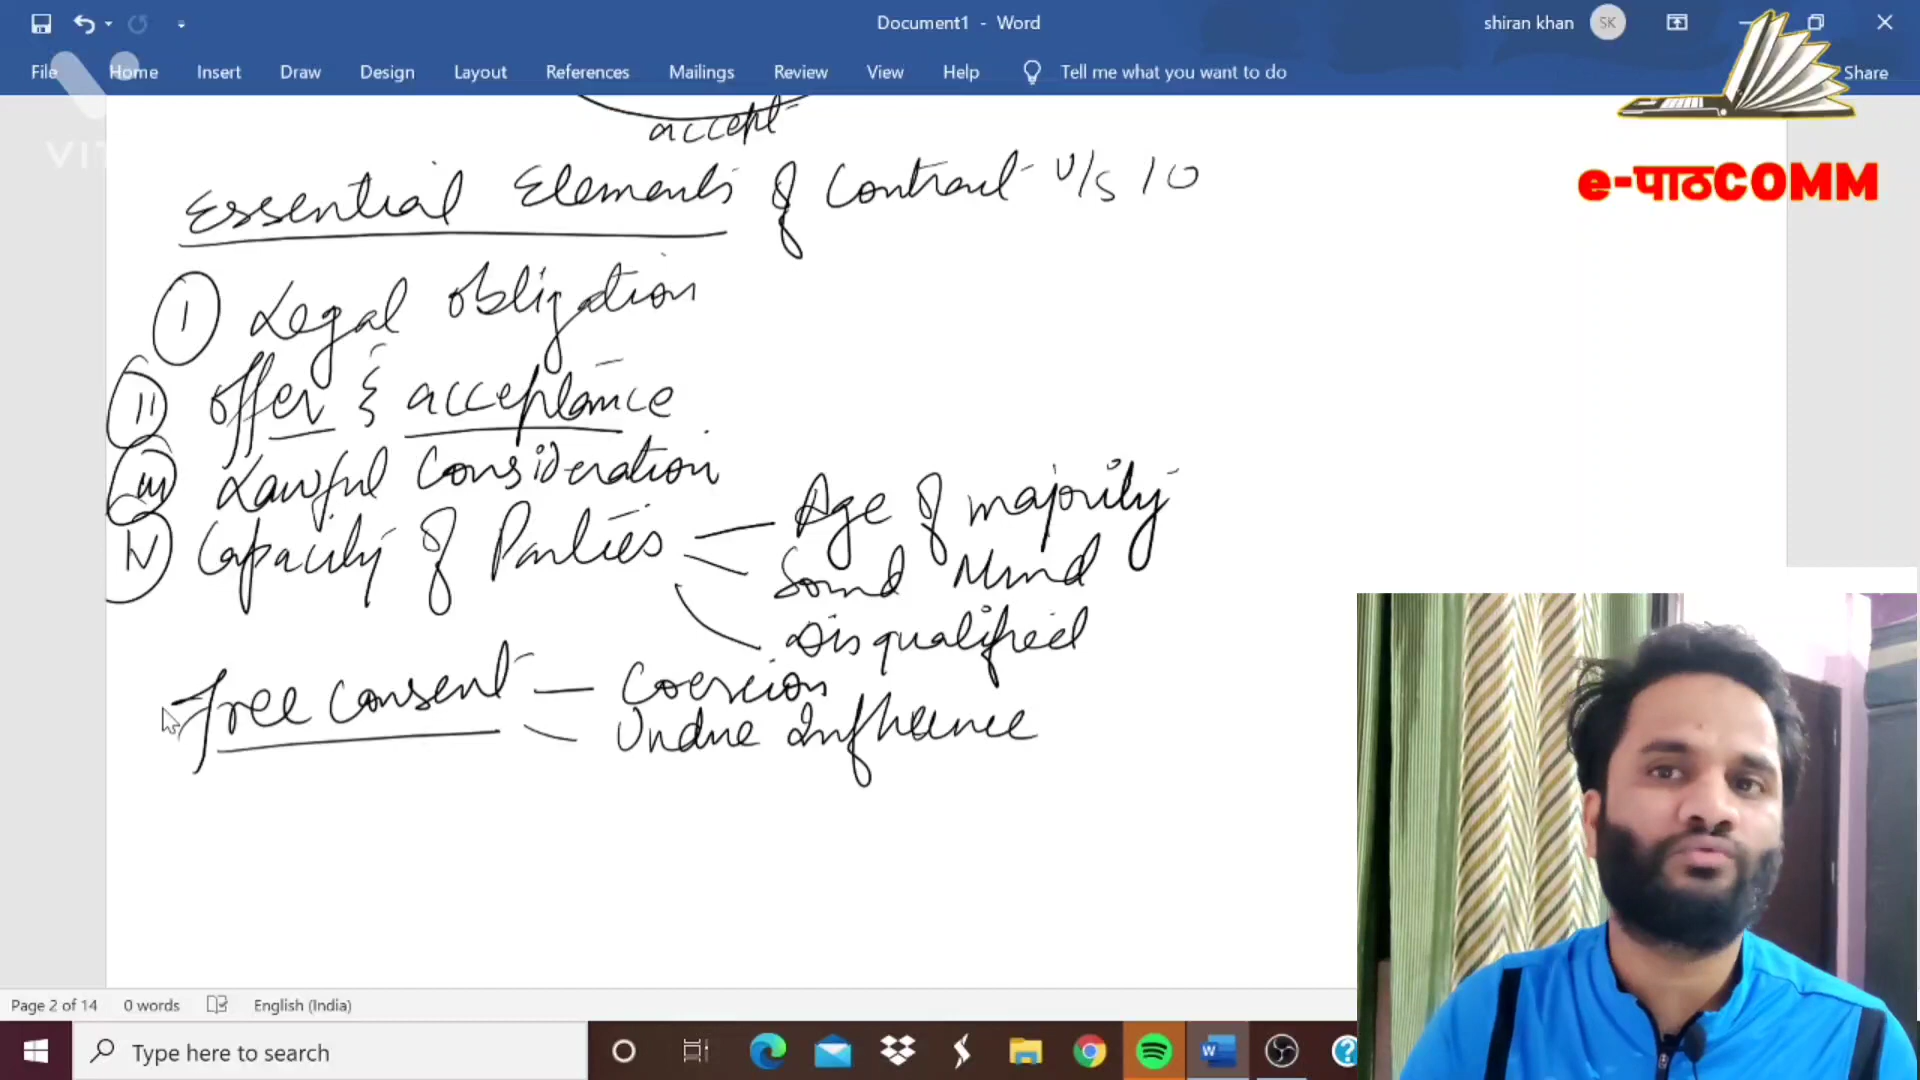 Document1 - Word
shiran khan
SK
File Home Insert Draw Design Layout References Mailings Review View Help Tell me what you want to do
Share
VI
e-पाठCOMM
accept
Essential Elements of Contract U/S 10
I Legal obligation
II Offer & acceptance
III Lawful Consideration
IV Capacity of Parties — Age of majority
Sound Mind
Disqualified
Free Consent — Coercion
Undue Influence
Page 2 of 14 0 words English (India)
Type here to search